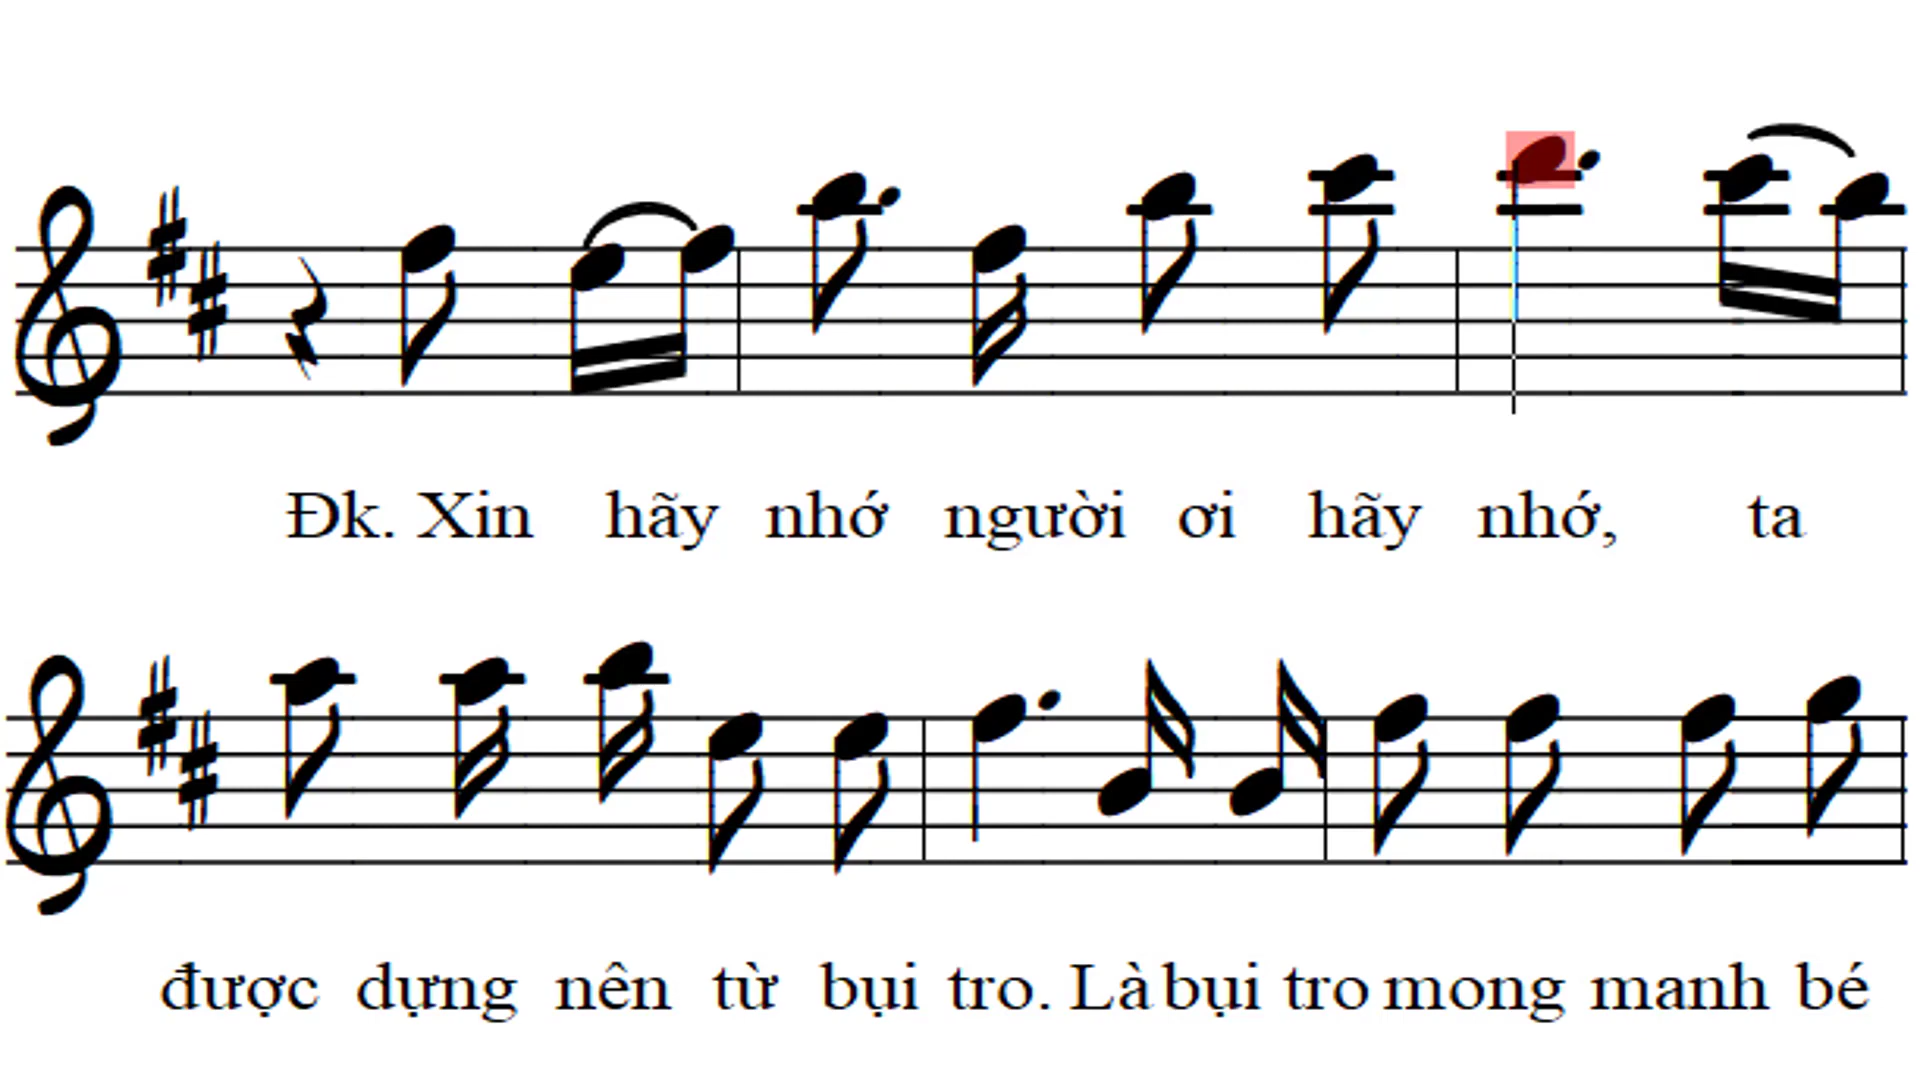 Đk. Xin hãy nhớ người ơi hãy nhớ, ta
được dựng nên từ bụi tro. Là bụi tro mong manh bé